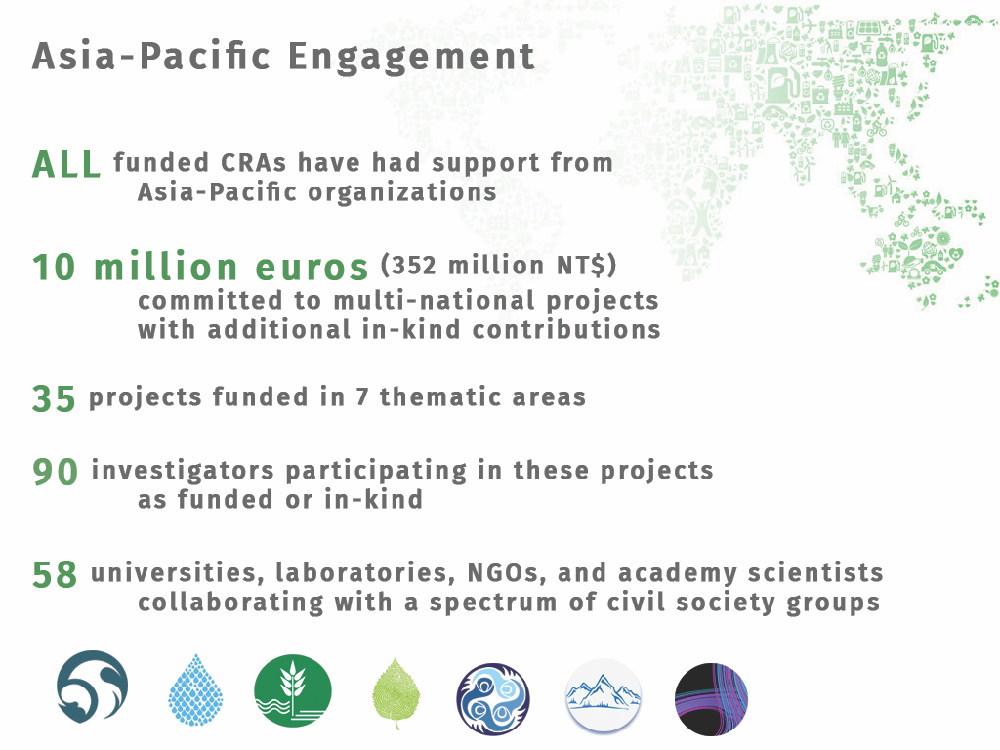 Asia-Pacific Engagement
ALL funded CRAs have had support from
Asia-Pacific organizations
10 million euros (352 million NT$)
committed to multi-national projects
with additional in-kind contributions
35 projects funded in 7 thematic areas
90 investigators participating in these projects
as funded or in-kind
58 universities, laboratories, NGOs, and academy scientists
collaborating with a spectrum of civil society groups